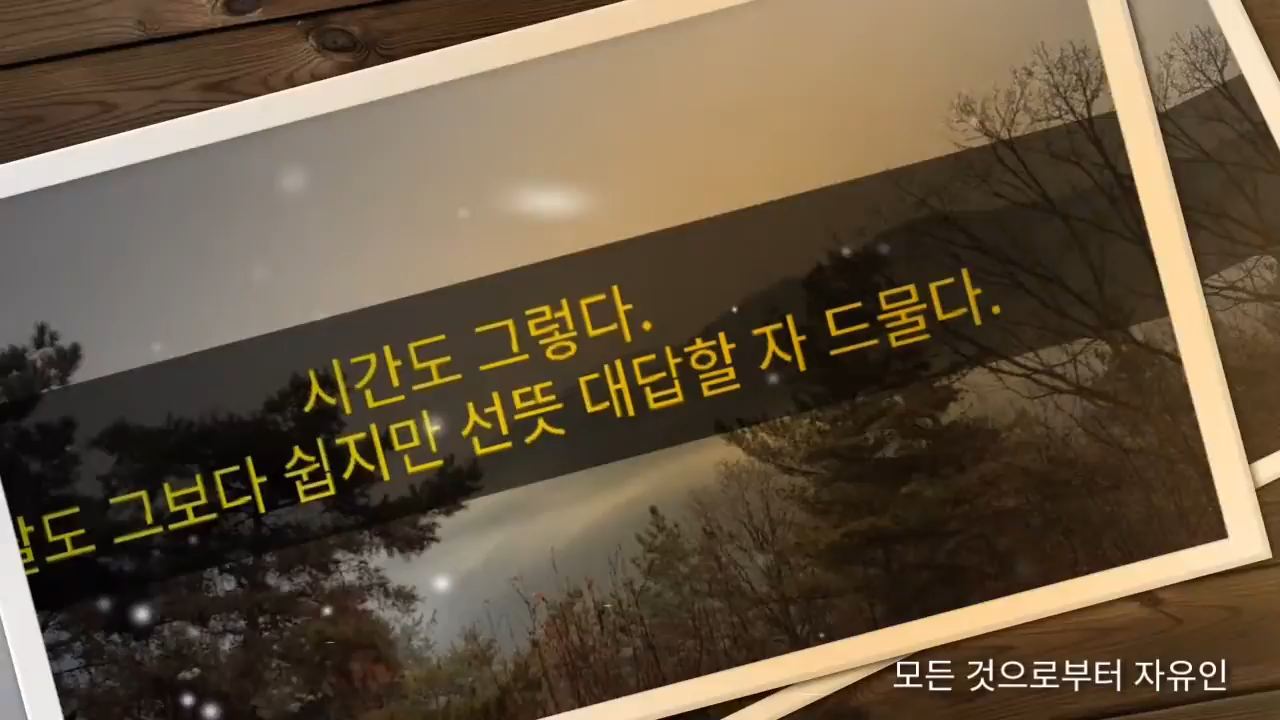 시간도 그렇다.
그보다 쉽지만 선뜻 대답할 자 드물다.
모든 것으로부터 자유인